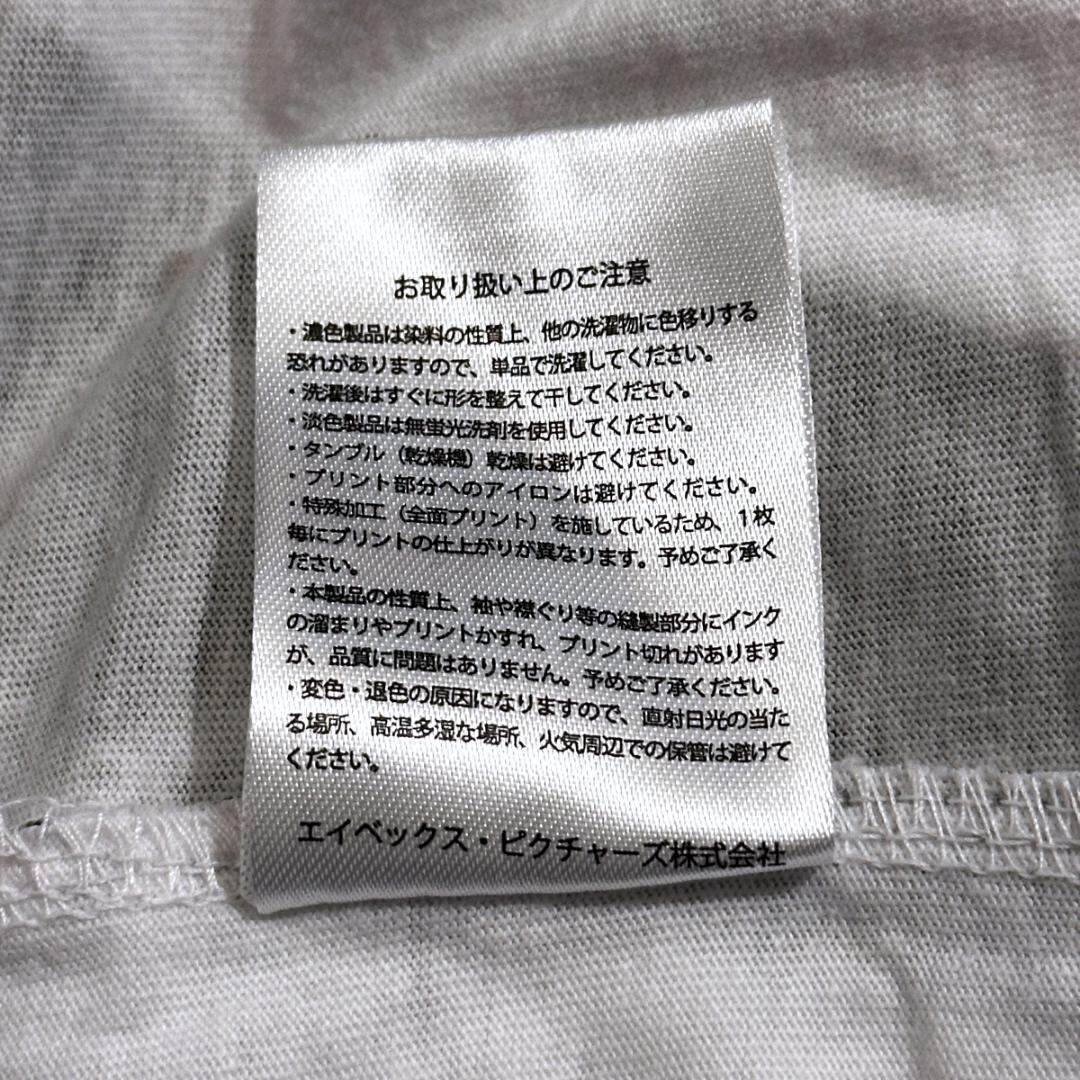 お取り扱い上のご注意
・濃色製品は染料の性質上、他の洗濯物に色移りする
恐れがありますので、単品で洗濯してください。
・洗濯後はすぐに形を整えて干してください。
・淡色製品は無蛍光洗剤を使用してください。
・タンブル（乾燥機）乾燥は避けてください。
・プリント部分へのアイロンは避けてください。
・特殊加工（全面プリント）を施しているため、１枚
毎にプリントの仕上がりが異なります。予めご了承く
ださい。
・本製品の性質上、袖や襟ぐり等の縫製部分にインク
の溜まりやプリントかすれ、プリント切れがあります
が、品質に問題はありません。予めご了承ください。
・変色・退色の原因になりますので、直射日光の当た
る場所、高温多湿な場所、火気周辺での保管は避けて
ください。
エイベックス・ピクチャーズ株式会社